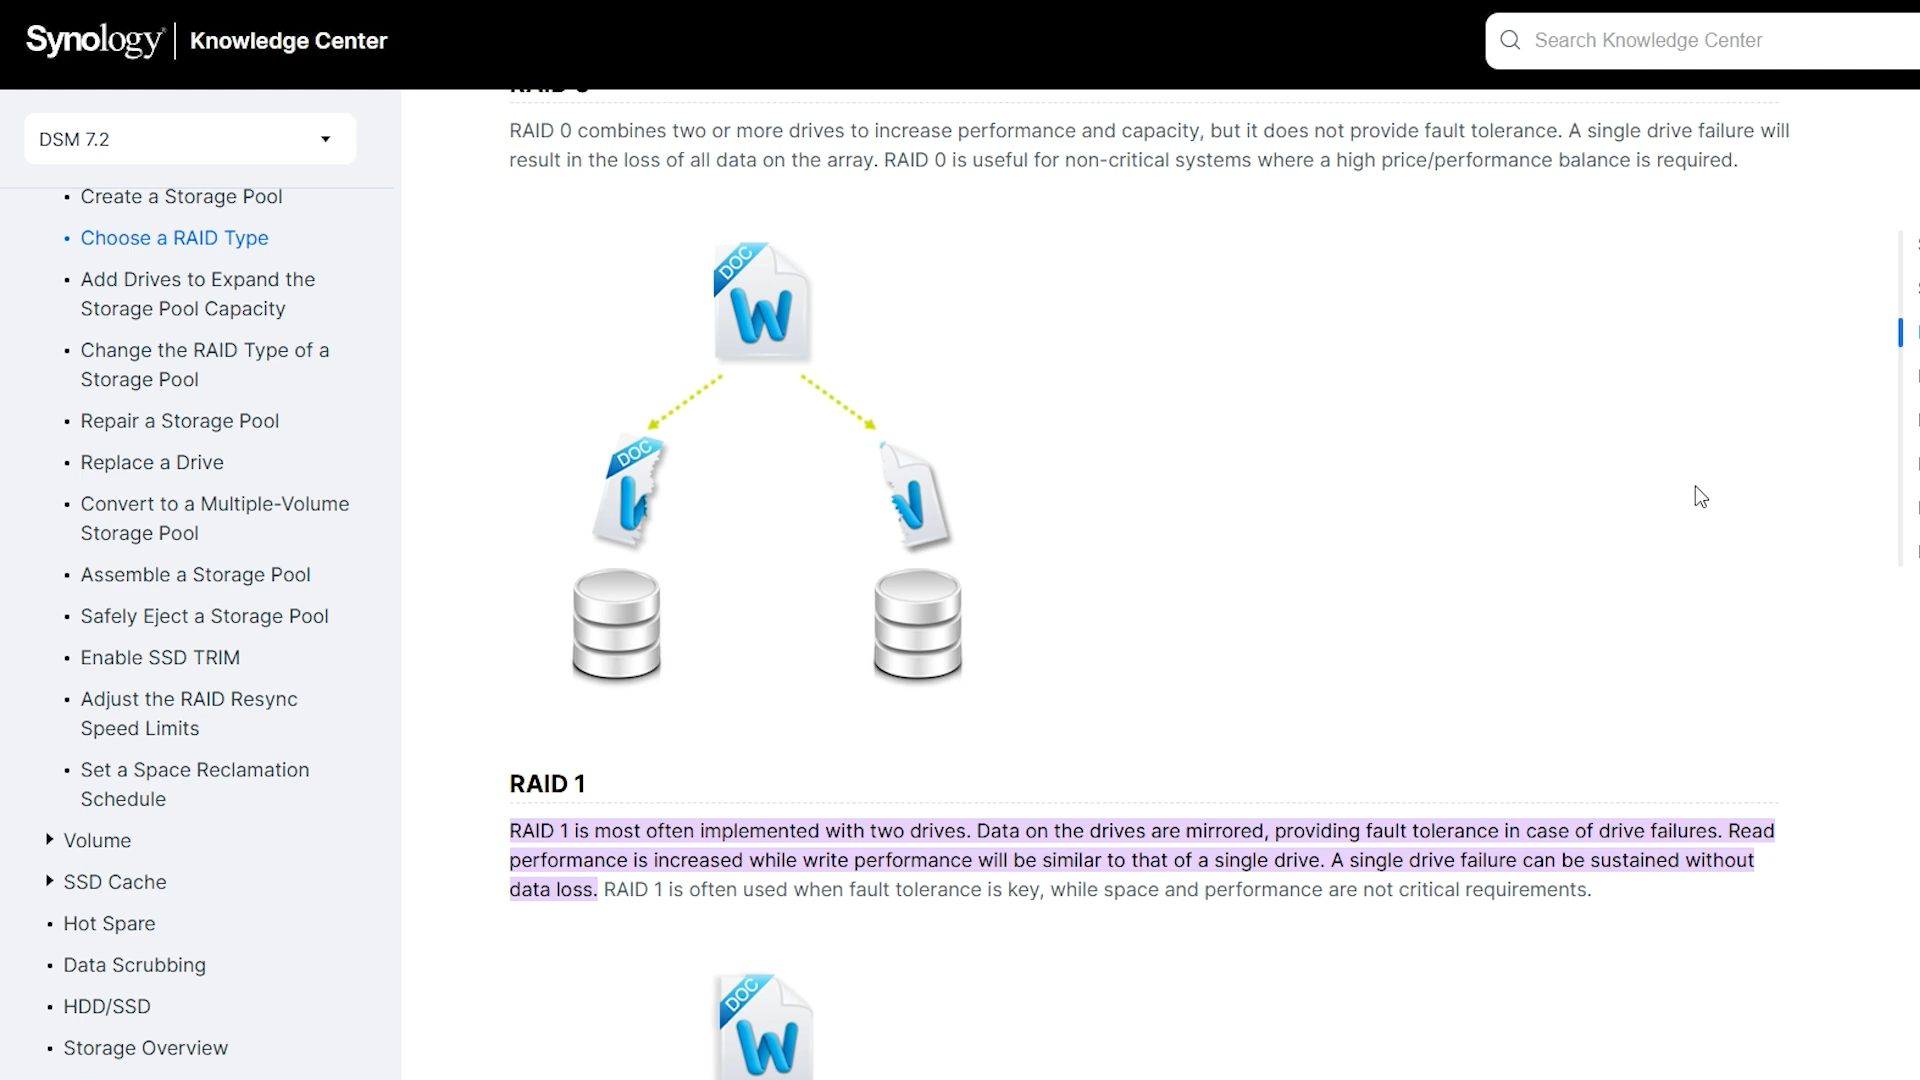 Synology Knowledge Center
Search Knowledge Center
DSM 7.2
Create a Storage Pool
Choose a RAID Type
Add Drives to Expand the
Storage Pool Capacity
Change the RAID Type of a
Storage Pool
Repair a Storage Pool
Replace a Drive
Convert to a Multiple-Volume
Storage Pool
Assemble a Storage Pool
Safely Eject a Storage Pool
Enable SSD TRIM
Adjust the RAID Resync
Speed Limits
Set a Space Reclamation
Schedule
Volume
SSD Cache
Hot Spare
Data Scrubbing
HDD/SSD
Storage Overview
RAID 0 combines two or more drives to increase performance and capacity, but it does not provide fault tolerance. A single drive failure will
result in the loss of all data on the array. RAID 0 is useful for non-critical systems where a high price/performance balance is required.
DOC
W
DOC
RAID 1
RAID 1 is most often implemented with two drives. Data on the drives are mirrored, providing fault tolerance in case of drive failures. Read
performance is increased while write performance will be similar to that of a single drive. A single drive failure can be sustained without
data loss. RAID 1 is often used when fault tolerance is key, while space and performance are not critical requirements.
DOC
W